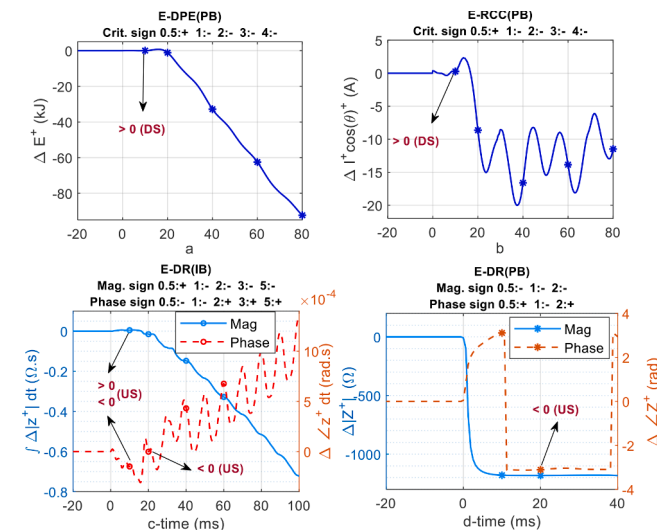 E-DPE(PB)
Crit. sign 0.5:+ 1:- 2:- 3:- 4:-
0
-20
-40
-60
-80
Δ E⁺ (kJ)
> 0 (DS)
-20 0 20 40 60 80
a
E-RCC(PB)
Crit. sign 0.5:+ 1:- 2:- 3:- 4:-
5
0
-5
-10
-15
-20
Δ I⁺cos(θ)⁺ (A)
> 0 (DS)
-20 0 20 40 60 80
b
E-DR(IB)
Mag. sign 0.5:+ 1:- 2:- 3:- 5:-
Phase sign 0.5:- 1:- 2:+ 3:+ 5:+
×10⁻⁴
0
-0.2
-0.4
-0.6
-0.8
∫ Δ|z⁺| dt (Ω.s)
Mag
Phase
> 0
< 0
(US)
< 0 (US)
10
5
0
Δ ∠z⁺ dt (rad.s)
-20 0 20 40 60 80 100
c-time (ms)
E-DR(PB)
Mag. sign 0.5:- 1:- 2:-
Phase sign 0.5:+ 1:- 2:+
0
-500
-1000
Δ|Z⁺| (Ω)
Mag
Phase
< 0 (US)
4
2
0
-2
-4
Δ ∠z⁺ (rad)
-20 0 20 40
d-time (ms)